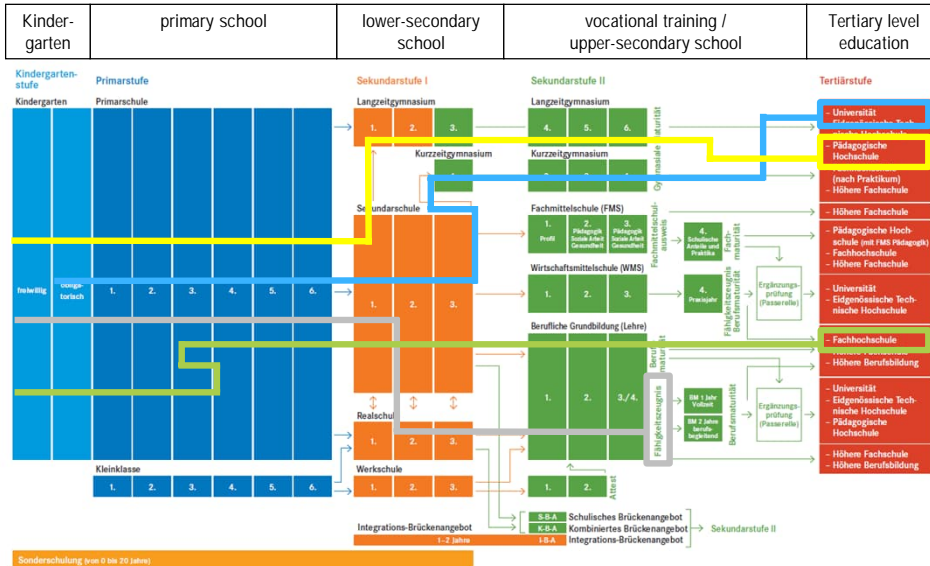 Kinder-
garten
primary school
lower-secondary
school
vocational training /
upper-secondary school
Tertiary level
education
Kindergarten-
stufe
Primarstufe
Sekundarstufe I
Sekundarstufe II
Tertiärstufe
Kindergarten
Primarschule
Langzeitgymnasium
Langzeitgymnasium
1. 2. 3.
4. 5. 6.
Gymnasiale Maturität
– Universität
– Pädagogische
Hochschule
(nach Praktikum)
– Höhere Fachschule
Kurzzeitgymnasium
Kurzzeitgymnasium
Sekundarschule
Fachmittelschule (FMS)
1.
Profil
2.
Pädagogik
Soziale Arbeit
Gesundheit
3.
Pädagogik
Soziale Arbeit
Gesundheit
Fachmittelschul-
ausweis
4.
Schulische
Anteile und
Praktika
Fach-
maturität
– Höhere Fachschule
– Pädagogische Hoch-
schule (mit FMS Pädagogik)
– Fachhochschule
– Höhere Fachschule
freiwillig
obliga-
torisch
1. 2. 3. 4. 5. 6.
1. 2. 3.
Wirtschaftsmittelschule (WMS)
1. 2. 3.
4.
Praxisjahr
Fähigkeitszeugnis
Berufsmaturität
Ergänzungs-
prüfung
(Passerelle)
– Universität
– Eidgenössische Tech-
nische Hochschule
Berufliche Grundbildung (Lehre)
1. 2. 3./4.
Berufs-
maturität
Fähigkeitszeugnis
BM 1 Jahr
Vollzeit
BM 2 Jahre
berufs-
begleitend
Berufsmaturität
Ergänzungs-
prüfung
(Passerelle)
– Fachhochschule
– Höhere Fachschule
– Höhere Berufsbildung
– Universität
– Eidgenössische Tech-
nische Hochschule
– Pädagogische
Hochschule
– Höhere Fachschule
– Höhere Berufsbildung
Realschule
1. 2. 3.
Kleinklasse
1. 2. 3. 4. 5. 6.
Werkschule
1. 2. 3.
1. 2.
Attest
S-B-A Schulisches Brückenangebot
K-B-A Kombiniertes Brückenangebot
Sekundarstufe II
Integrations-Brückenangebot
1–2 Jahre
I-B-A Integrations-Brückenangebot
Sonderschulung (von 0 bis 20 Jahre)